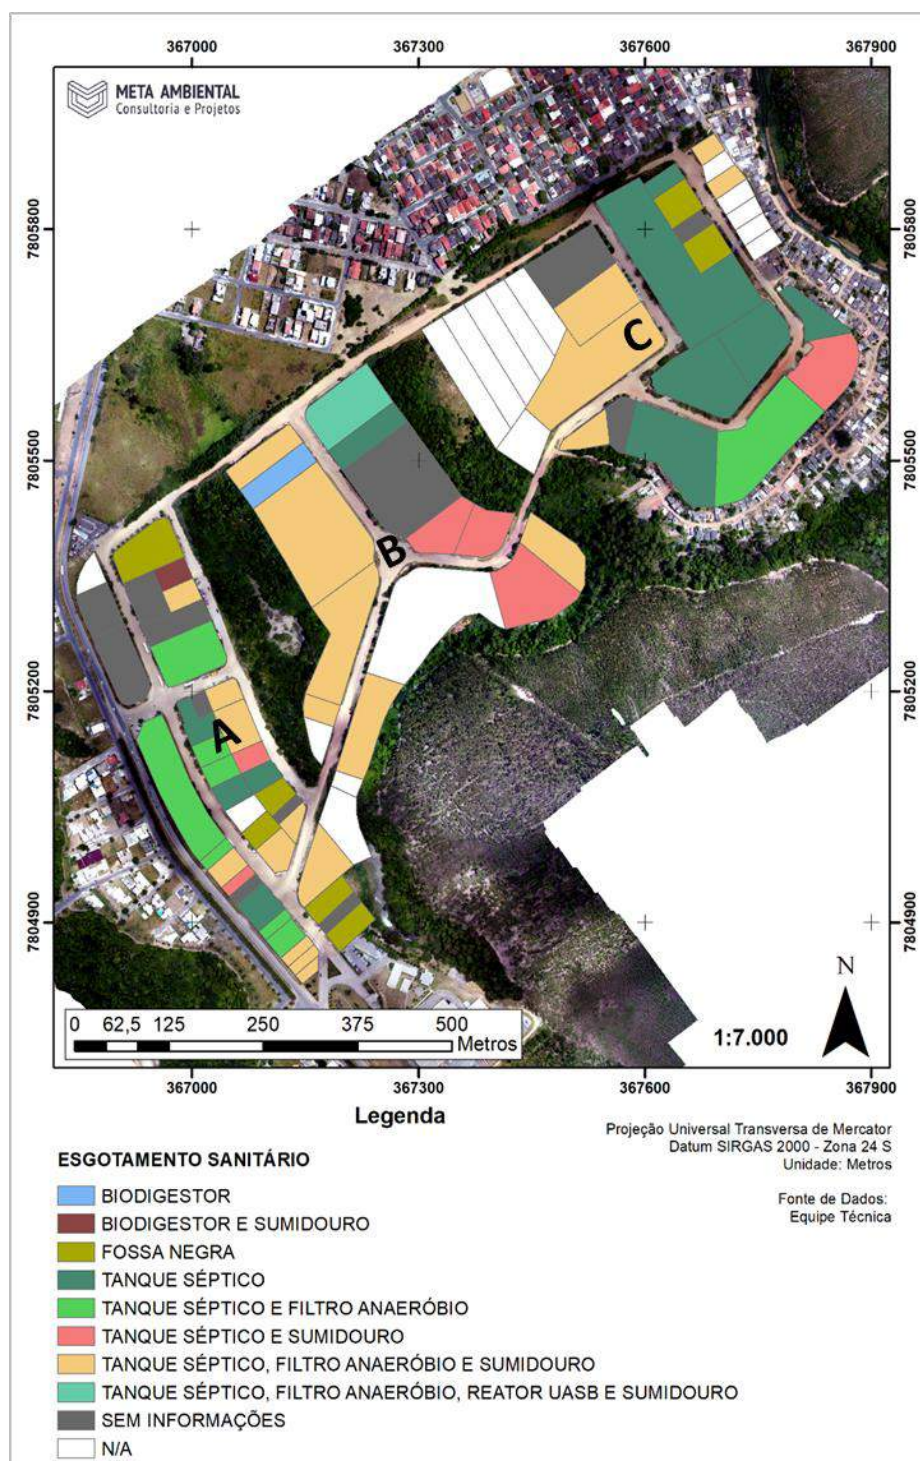 367000 367300 367600 367900
META AMBIENTAL
Consultoria e Projetos
7805800 7805800
C
7805500 7805500
B
7805200 7805200
A
7804900 7804900
N
0 62,5 125 250 375 500
Metros
1:7.000
367000 367300 367600 367900
Legenda
Projeção Universal Transversa de Mercator
Datum SIRGAS 2000 - Zona 24 S
Unidade: Metros
Fonte de Dados:
Equipe Técnica
ESGOTAMENTO SANITÁRIO
BIODIGESTOR
BIODIGESTOR E SUMIDOURO
FOSSA NEGRA
TANQUE SÉPTICO
TANQUE SÉPTICO E FILTRO ANAERÓBIO
TANQUE SÉPTICO E SUMIDOURO
TANQUE SÉPTICO, FILTRO ANAERÓBIO E SUMIDOURO
TANQUE SÉPTICO, FILTRO ANAERÓBIO, REATOR UASB E SUMIDOURO
SEM INFORMAÇÕES
N/A